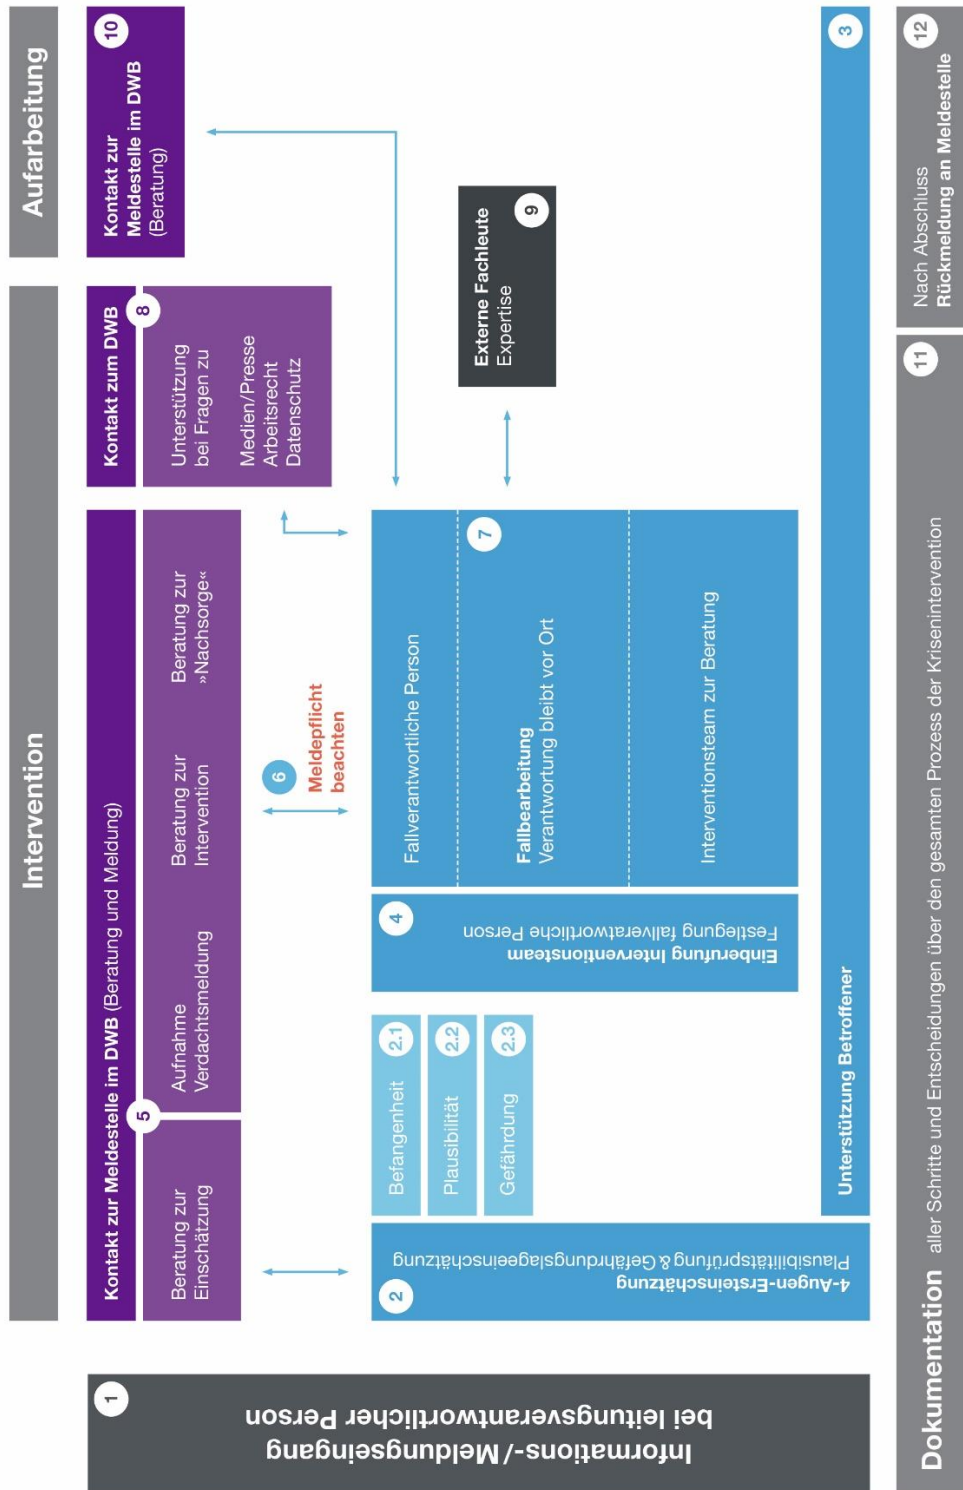 Intervention
Aufarbeitung
1
Informations-/Meldungseingang
bei leitungsverantwortlicher Person
Kontakt zur Meldestelle im DWB (Beratung und Meldung)
5
Beratung zur
Einschätzung
Aufnahme
Verdachtsmeldung
Beratung zur
Intervention
Beratung zur
»Nachsorge«
Kontakt zum DWB
8
Unterstützung
bei Fragen zu
Medien/Presse
Arbeitsrecht
Datenschutz
Kontakt zur
Meldestelle im DWB
(Beratung)
10
6
Meldepflicht
beachten
2
4-Augen-Ersteinschätzung
Plausibilitätsprüfung & Gefährdungslageeinschätzung
Befangenheit
2.1
Plausibilität
2.2
Gefährdung
2.3
4
Einberufung Interventionsteam
Festlegung fallveratwortliche Person
Fallverantwortliche Person
7
Fallbearbeitung
Verantwortung bleibt vor Ort
Interventionsteam zur Beratung
Externe Fachleute
Expertise
9
Unterstützung Betroffener
3
Dokumentation aller Schritte und Entscheidungen über den gesamten Prozess der Krisenintervention
11
Nach Abschluss
Rückmeldung an Meldestelle
12